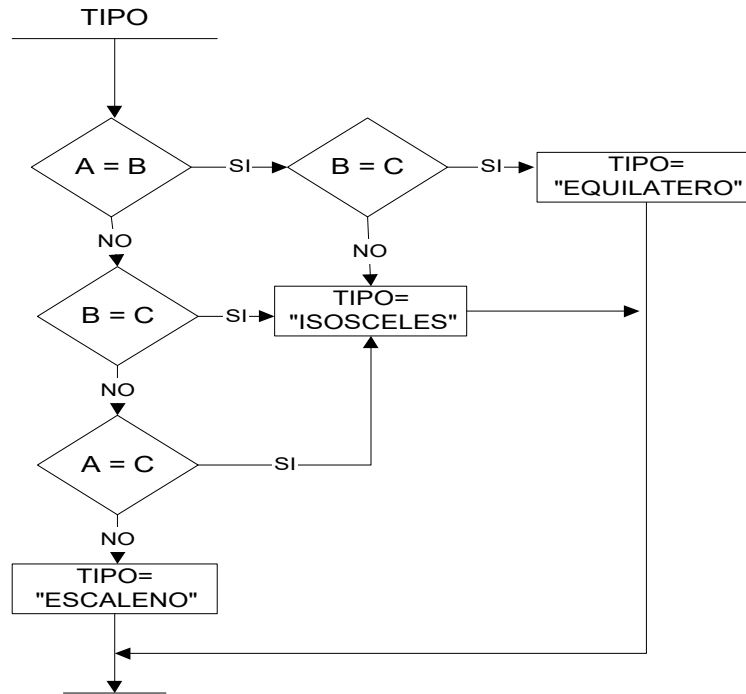 TIPO
A = B
SI
B = C
SI
TIPO=
"EQUILATERO"
NO
NO
B = C
SI
TIPO=
"ISOSCELES"
NO
A = C
SI
NO
TIPO=
"ESCALENO"